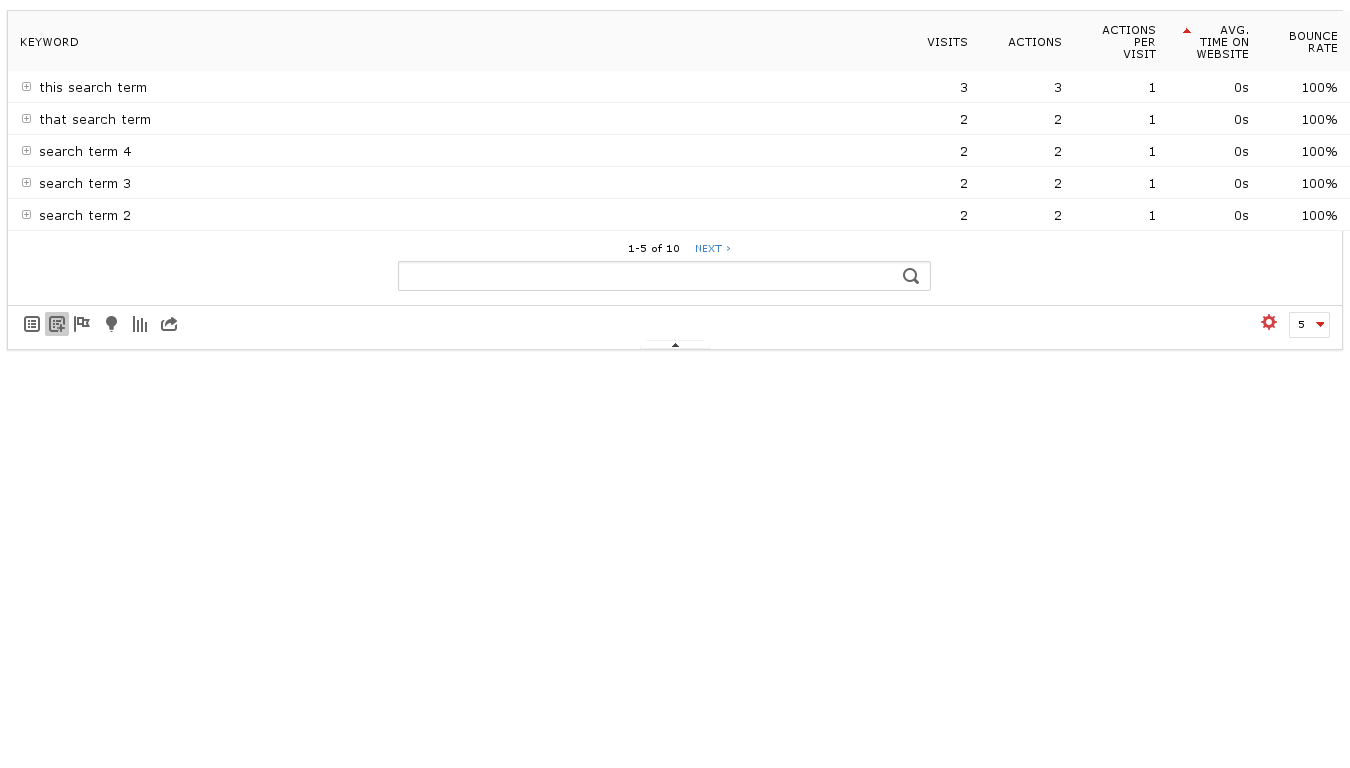 KEYWORD VISITS ACTIONS ACTIONS PER VISIT AVG. TIME ON WEBSITE BOUNCE RATE
this search term 3 3 1 0s 100%
that search term 2 2 1 0s 100%
search term 4 2 2 1 0s 100%
search term 3 2 2 1 0s 100%
search term 2 2 2 1 0s 100%
1-5 of 10 NEXT ›
5